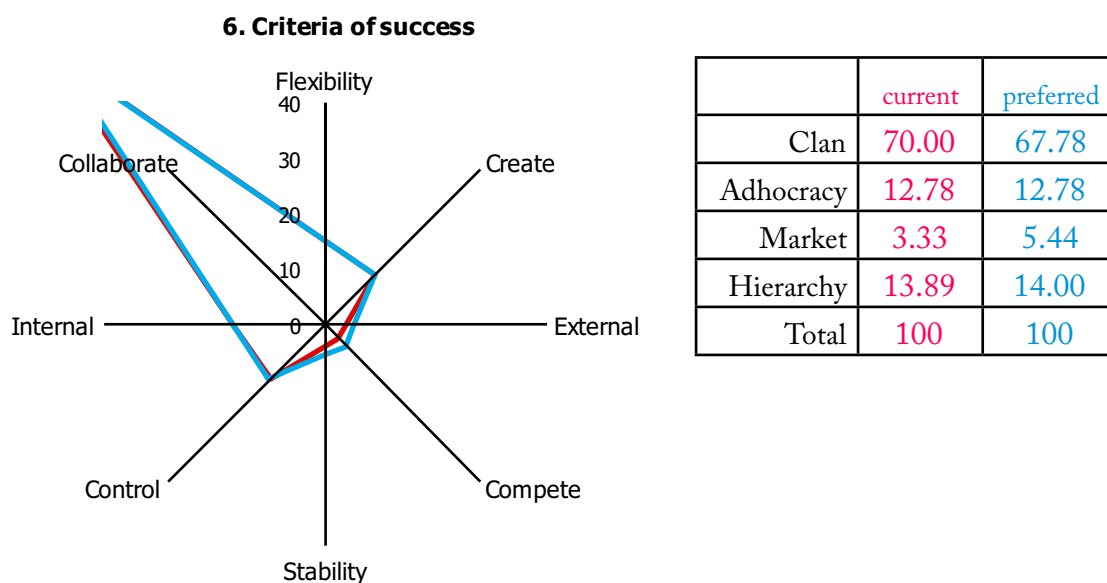 6. Criteria of success
Flexibility
40
30
20
10
0
Collaborate
Create
Internal
External
Control
Compete
Stability
current preferred
Clan 70.00 67.78
Adhocracy 12.78 12.78
Market 3.33 5.44
Hierarchy 13.89 14.00
Total 100 100